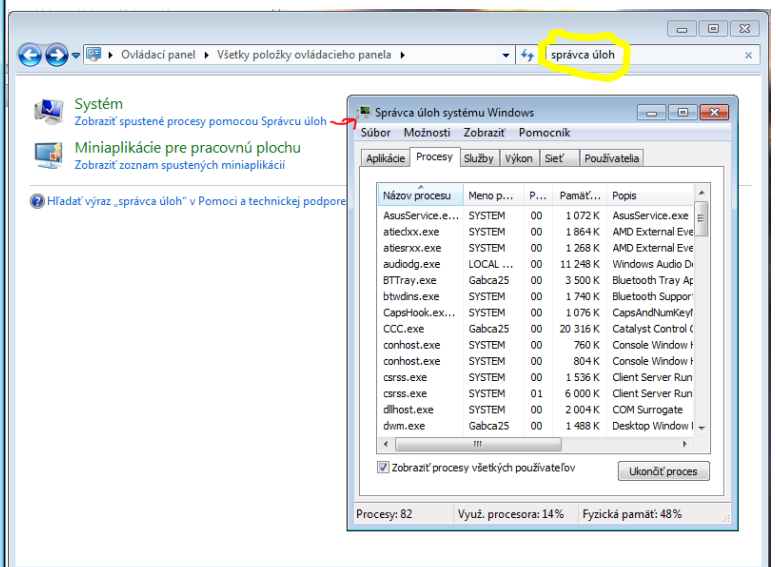 Ovládací panel Všetky položky ovládacieho panela
správca úloh
Systém
Zobraziť spustené procesy pomocou Správcu úloh
Miniaplikácie pre pracovnú plochu
Zobraziť zoznam spustených miniaplikácií
Hľadať výraz „správca úloh“ v Pomoci a technickej podpore
Správca úloh systému Windows
Súbor Možnosti Zobraziť Pomocník
Aplikácie Procesy Služby Výkon Sieť Používatelia
Názov procesu Meno p... P... Pamäť... Popis
AsusService.e... SYSTEM 00 1 072 K AsusService.exe
atieclxx.exe SYSTEM 00 1 864 K AMD External Eve
atiesrxx.exe SYSTEM 00 1 268 K AMD External Eve
audiodg.exe LOCAL ... 00 11 248 K Windows Audio De
BTTray.exe Gabca25 00 3 500 K Bluetooth Tray Ap
btwdins.exe SYSTEM 00 1 740 K Bluetooth Suppor
CapsHook.ex... SYSTEM 00 1 076 K CapsAndNumKey
CCC.exe Gabca25 00 20 316 K Catalyst Control
conhost.exe SYSTEM 00 760 K Console Window
conhost.exe SYSTEM 00 804 K Console Window
csrss.exe SYSTEM 00 1 536 K Client Server Run
csrss.exe SYSTEM 01 6 000 K Client Server Run
dllhost.exe SYSTEM 00 2 004 K COM Surrogate
dwm.exe Gabca25 00 1 488 K Desktop Window
Zobraziť procesy všetkých používateľov
Ukončiť proces
Procesy: 82 Využ. procesora: 14% Fyzická pamäť: 48%